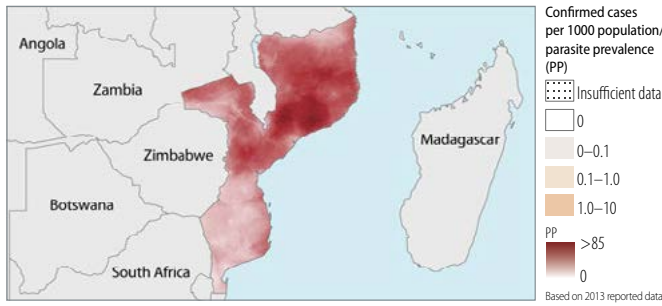 Confirmed cases
per 1000 population/
parasite prevalence
(PP)
Insufficient data
0
0–0.1
0.1–1.0
1.0–10
PP
>85
0
Based on 2013 reported data
Angola
Zambia
Zimbabwe
Botswana
South Africa
Madagascar